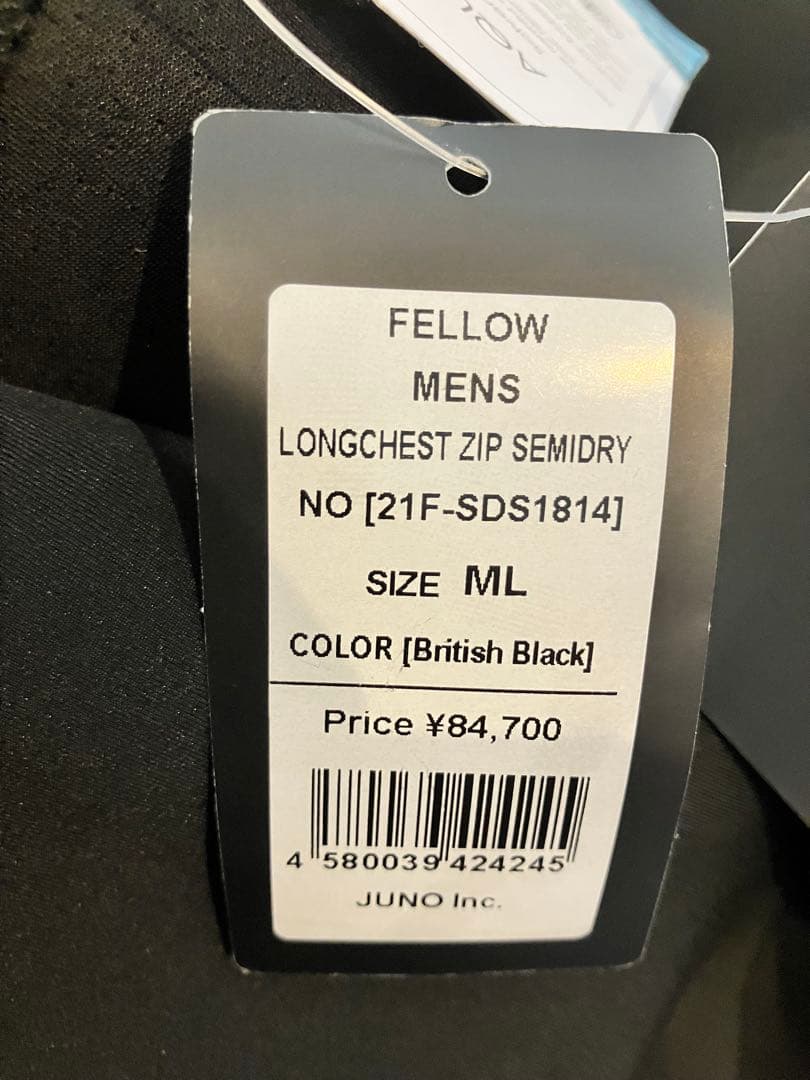 FELLOW
MENS
LONGCHEST ZIP SEMIDRY
NO [21F-SDS1814]
SIZE ML
COLOR [British Black]
Price ¥84,700
4 580039 424245
JUNO Inc.